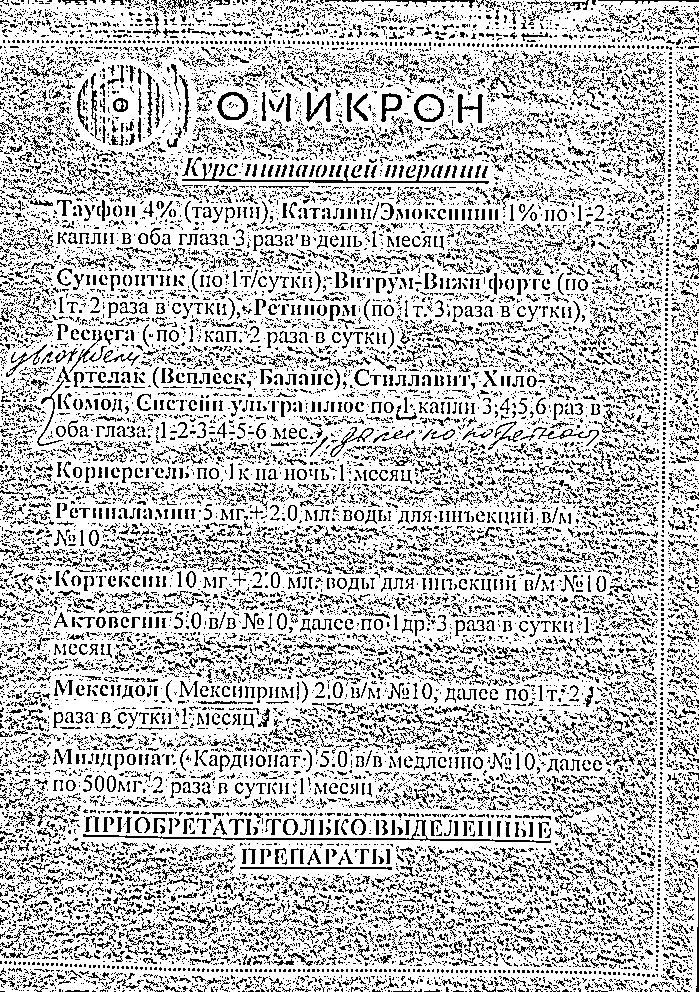 ОМИКРОН
Курс питающей терапии
Тауфон 4% (таурин), Каталин/Эмоксипин 1% по 1-2
капли в оба глаза 3 раза в день 1 месяц
Супероптик (по 1т/сутки), Витрум-Вижн форте (по
1т. 2 раза в сутки), Ретинорм (по 1т. 3 раза в сутки),
Ресвега ( по 1 кап. 2 раза в сутки)
Артелак (Всплеск, Баланс), Стиллавит, Хило-
Комод, Систейн ультра плюс по 1 капли 3,4,5,6 раз в
оба глаза 1-2-3-4-5-6 мес., далее по
Корнерегель по 1к на ночь 1 месяц
Ретиналамин 5 мг + 2.0 мл. воды для инъекций в/м
№10
Кортексин 10 мг + 2.0 мл. воды для инъекций в/м №10
Актовегин 5.0 в/в №10, далее по 1др. 3 раза в сутки 1
месяц
Мексидол ( Мексиприм) 2.0 в/м №10, далее по 1т. 2
раза в сутки 1 месяц
Милдронат ( Кардионат ) 5.0 в/в медленно №10, далее
по 500мг. 2 раза в сутки 1 месяц
ПРИОБРЕТАТЬ ТОЛЬКО ВЫДЕЛЕННЫЕ
ПРЕПАРАТЫ